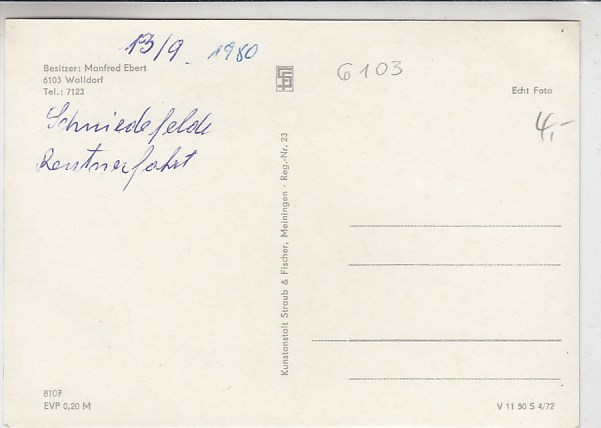 13/9 1980
Besitzer: Manfred Ebert
6103 Walldorf
Tel.: 7123
6103
Echt Foto
4,-
Schmiedefelde
Rentnerfahrt
Kunstanstalt Straub & Fischer, Meiningen · Reg.-Nr. 23
8107
EVP 0,20 M
V 11 50 S 4/72